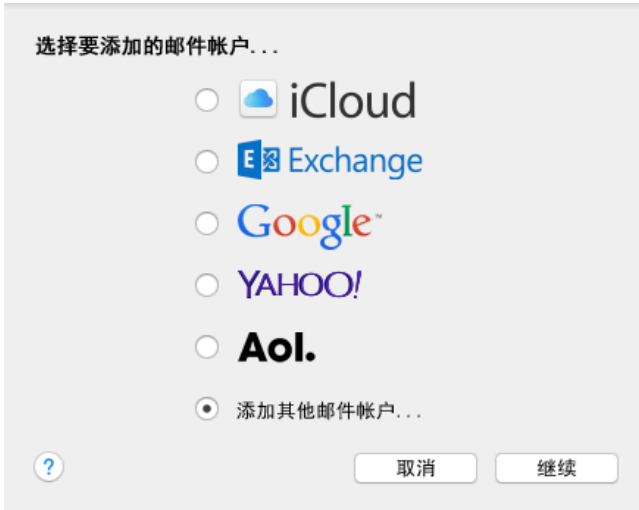 选择要添加的邮件帐户...
iCloud
E Exchange
Google™
YAHOO!
Aol.
添加其他邮件帐户...
? 取消 继续